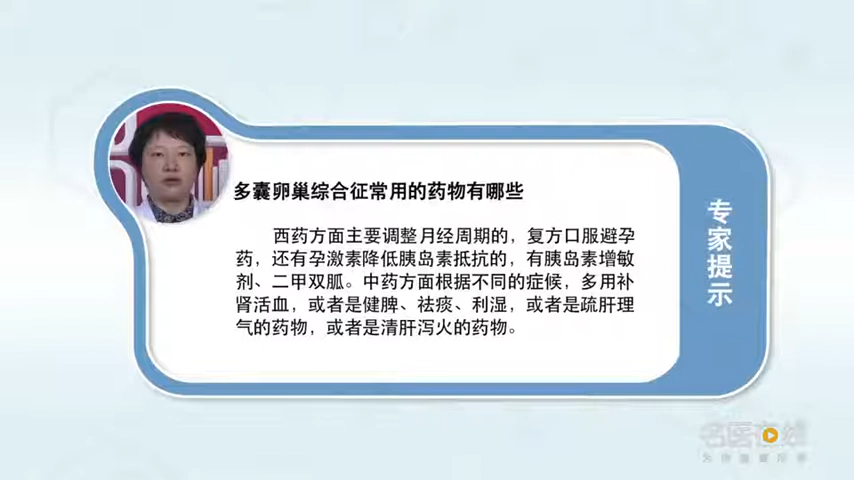 多囊卵巢综合征常用的药物有哪些
西药方面主要调整月经周期的，复方口服避孕
药，还有孕激素降低胰岛素抵抗的，有胰岛素增敏
剂、二甲双胍。中药方面根据不同的症候，多用补
肾活血，或者是健脾、祛痰、利湿，或者是疏肝理
气的药物，或者是清肝泻火的药物。
专家提示
名医在线